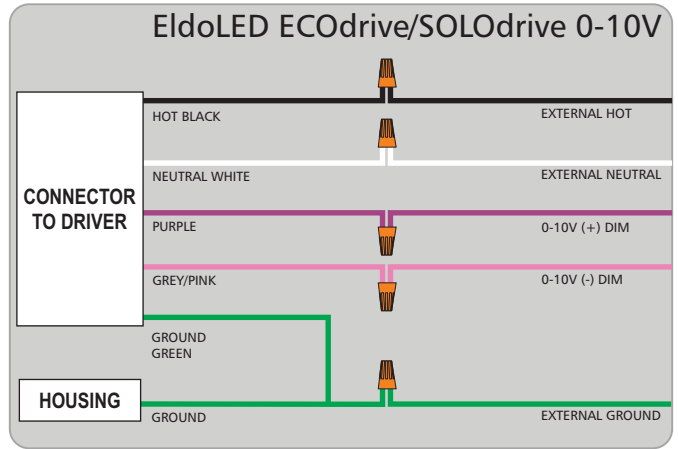 EldoLED ECOdrive/SOLOdrive 0-10V
HOT BLACK
EXTERNAL HOT
NEUTRAL WHITE
EXTERNAL NEUTRAL
CONNECTOR
TO DRIVER
PURPLE
0-10V (+) DIM
GREY/PINK
0-10V (-) DIM
GROUND
GREEN
HOUSING
GROUND
EXTERNAL GROUND